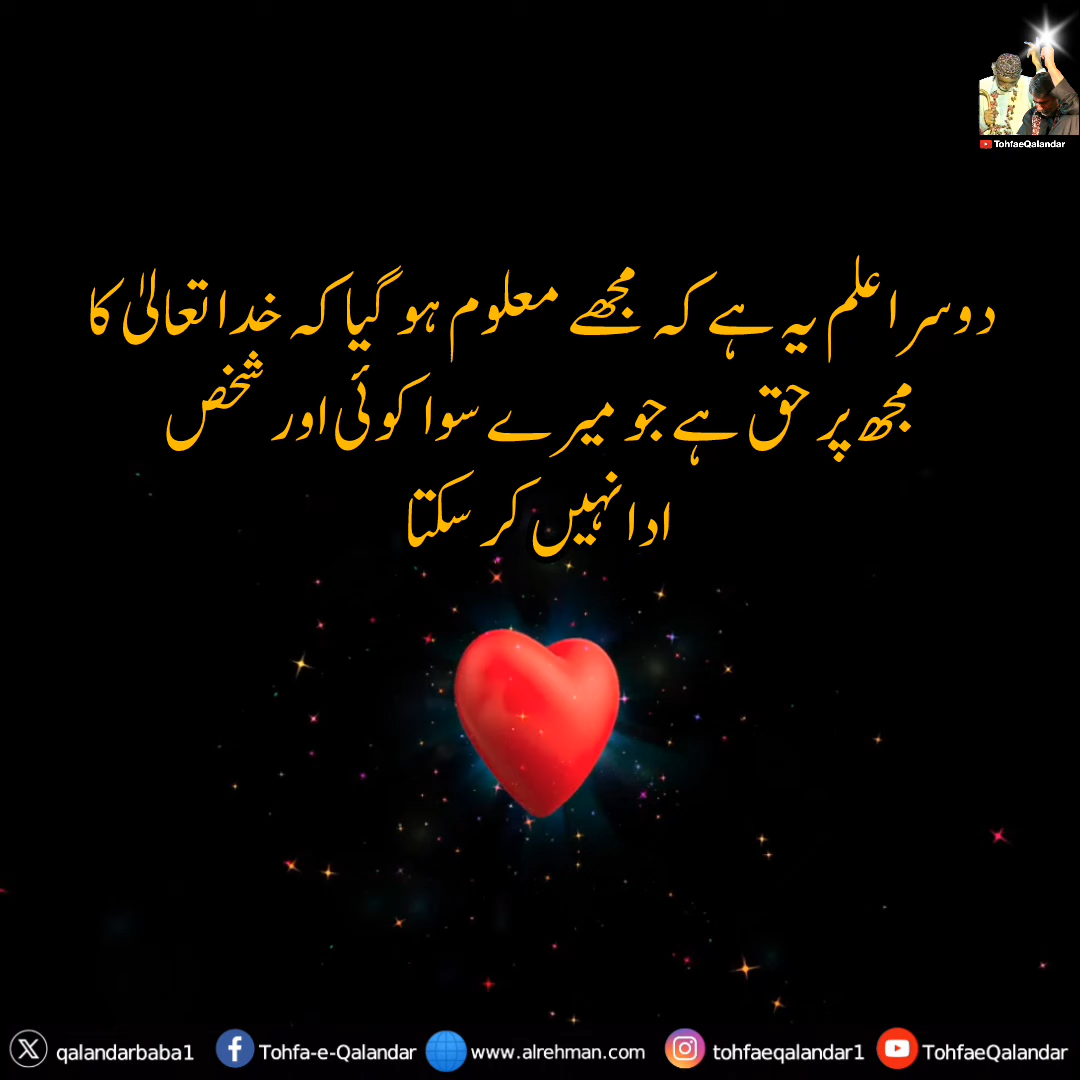 TohfaeQalandar
دوسرا علم یہ ہے کہ مجھے معلوم ہو گیا کہ خدا تعالیٰ کا
مجھ پر حق ہے جو میرے سوا کوئی اور شخص
ادا نہیں کر سکتا
qalandarbaba1 Tohfa-e-Qalandar www.alrehman.com tohfaeqalandar1 TohfaeQalandar